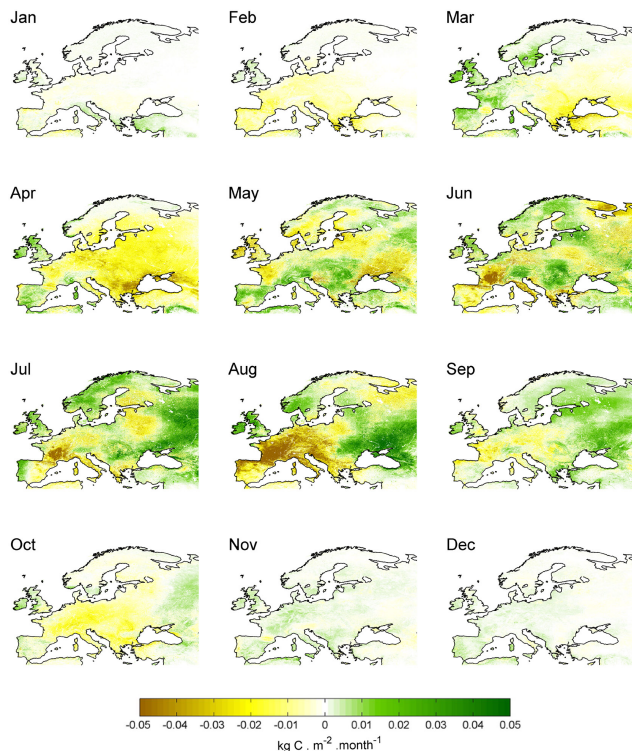 Jan Feb Mar
Apr May Jun
Jul Aug Sep
Oct Nov Dec
-0.05 -0.04 -0.03 -0.02 -0.01 0 0.01 0.02 0.03 0.04 0.05
kg C . m⁻² .month⁻¹